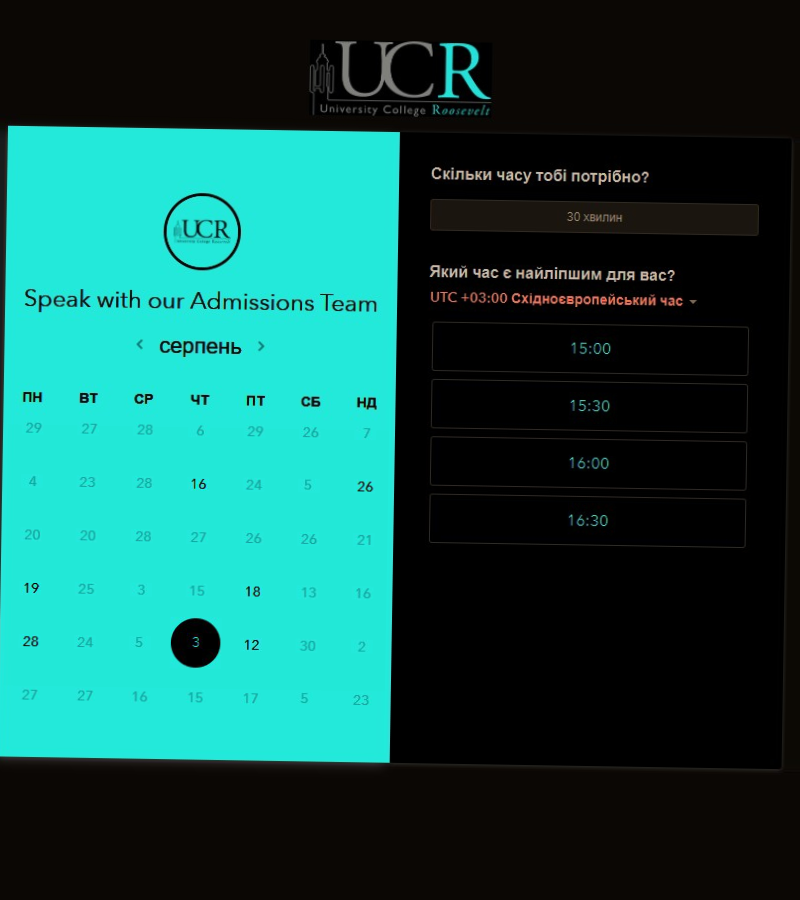 UCR
University College Roosevelt
UCR
University College Roosevelt
Speak with our Admissions Team
серпень
ПН ВТ СР ЧТ ПТ СБ НД
29 27 28 6 29 26 7
4 23 28 16 24 5 26
20 20 28 27 26 26 21
19 25 3 15 18 13 16
28 24 5 3 12 30 2
27 27 16 15 17 5 23
Скільки часу тобі потрібно?
30 хвилин
Який час є найліпшим для вас?
UTC +03:00 Східноєвропейський час
15:00
15:30
16:00
16:30